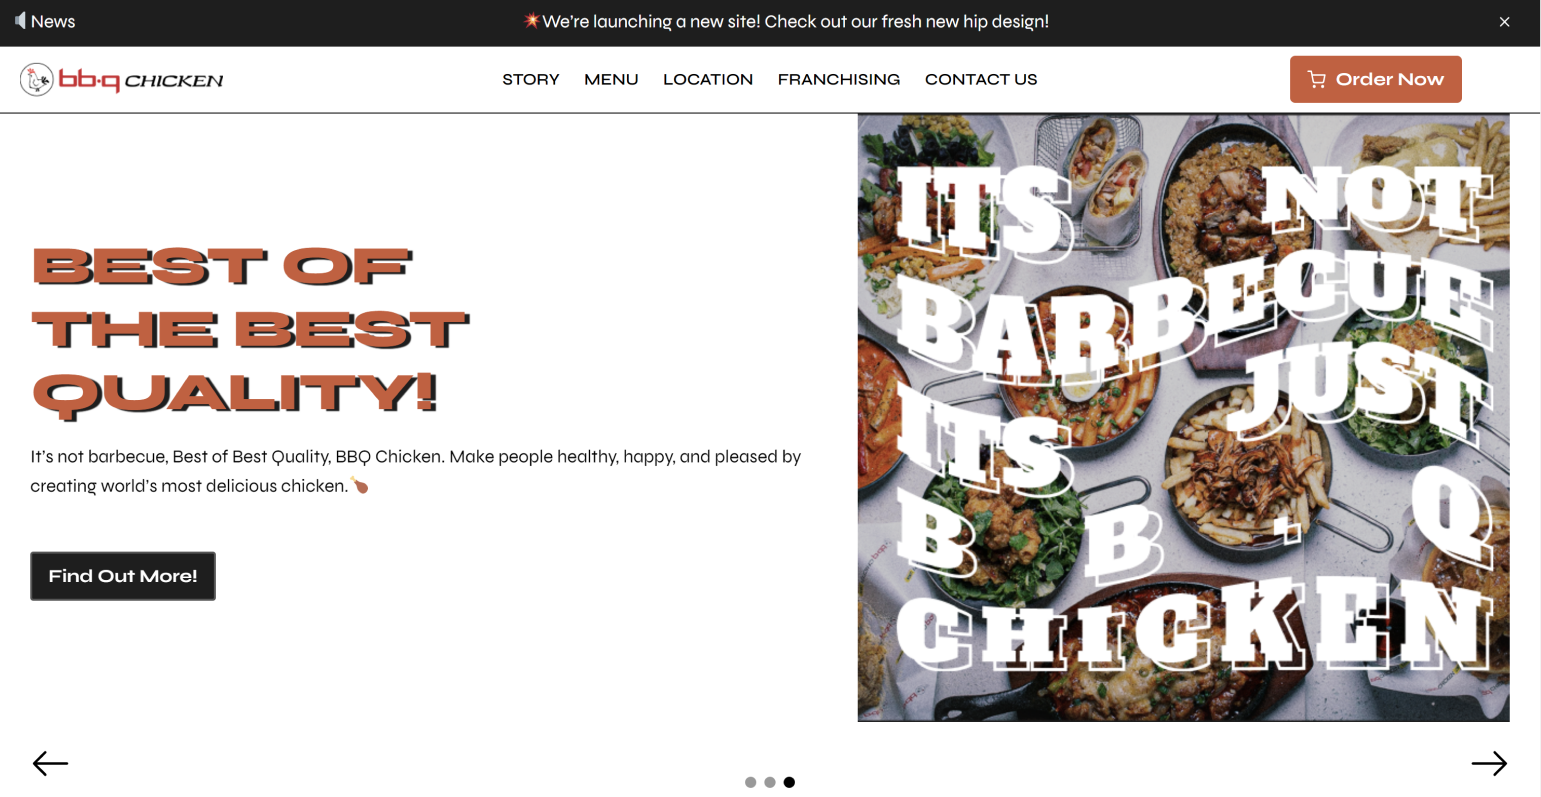 News
💥We're launching a new site! Check out our fresh new hip design!
bb·q CHICKEN
STORY MENU LOCATION FRANCHISING CONTACT US
Order Now
BEST OF
THE BEST
QUALITY!
It's not barbecue, Best of Best Quality, BBQ Chicken. Make people healthy, happy, and pleased by
creating world's most delicious chicken.🍗
Find Out More!
ITS NOT
BARBECUE
ITS JUST
B B . Q
CHICKEN